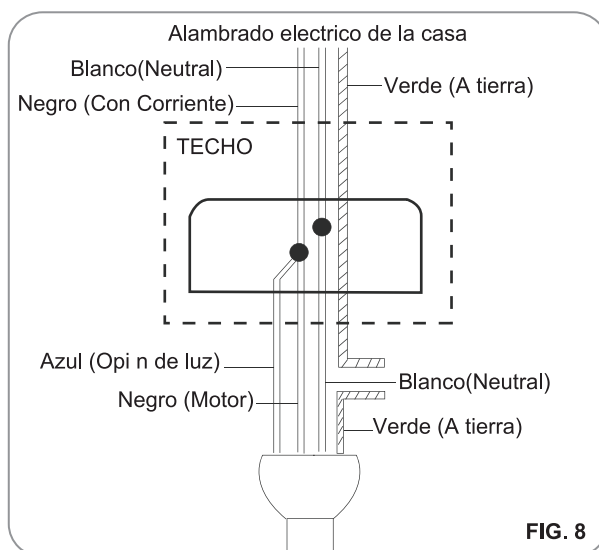 Alambrado electrico de la casa
Blanco(Neutral)
Verde (A tierra)
Negro (Con Corriente)
TECHO
Azul (Opi n de luz)
Blanco(Neutral)
Negro (Motor)
Verde (A tierra)
FIG. 8